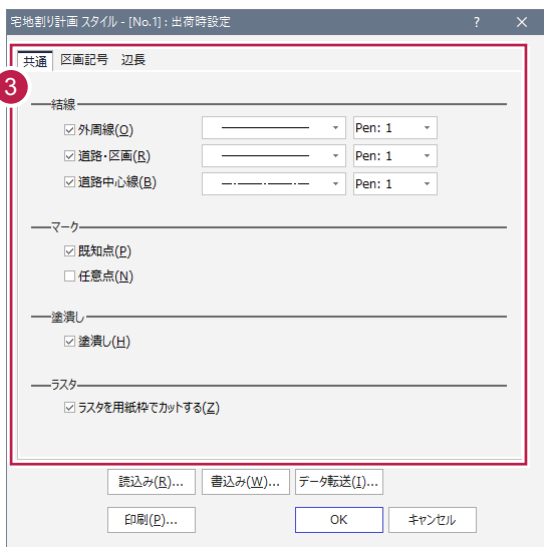 宅地割り計画 スタイル - [No.1] : 出荷時設定 ? ×
共通 区画記号 辺長
3
結線
外周線(O) Pen: 1
道路・区画(R) Pen: 1
道路中心線(B) Pen: 1
マーク
既知点(P)
任意点(N)
塗潰し
塗潰し(H)
ラスタ
ラスタを用紙枠でカットする(Z)
読込み(R)... 書込み(W)... データ転送(I)...
印刷(P)... OK キャンセル